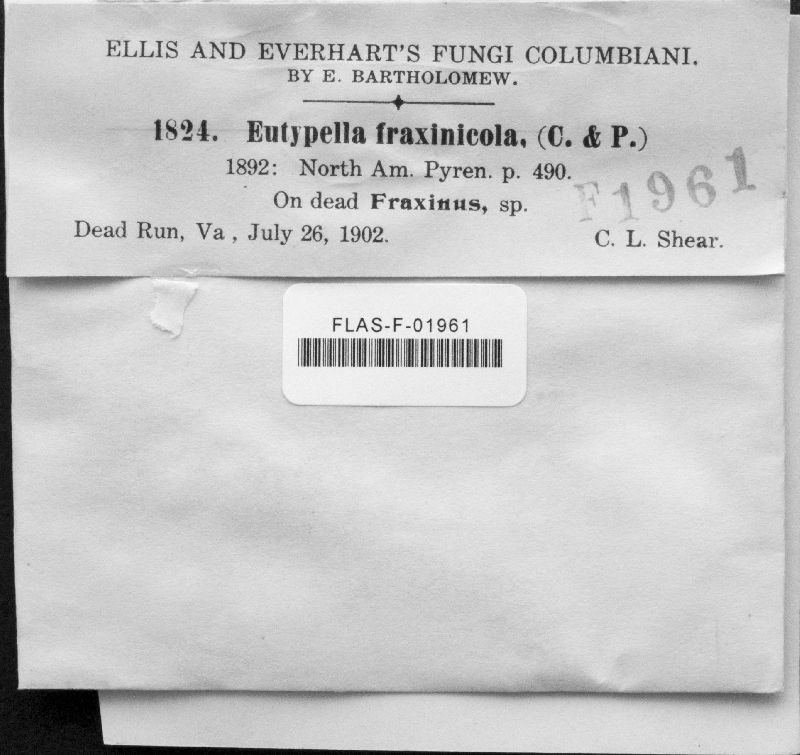 ELLIS AND EVERHART'S FUNGI COLUMBIANI.
BY E. BARTHOLOMEW.
1824. Eutypella fraxinicola, (C. & P.)
1892: North Am. Pyren. p. 490.
F1961
On dead Fraxinus, sp.
Dead Run, Va , July 26, 1902. C. L. Shear.
FLAS-F-01961